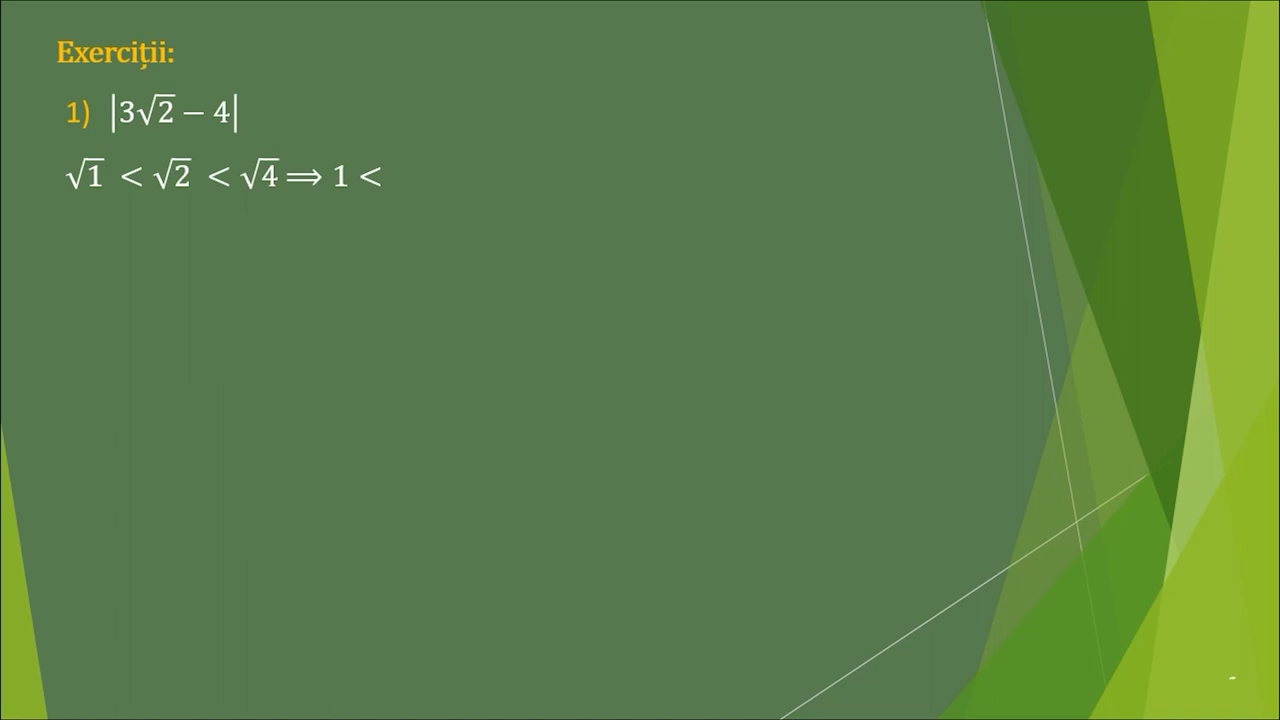 Exerciții:
1) |3√2 − 4|
√1 < √2 < √4 ⟹ 1 <